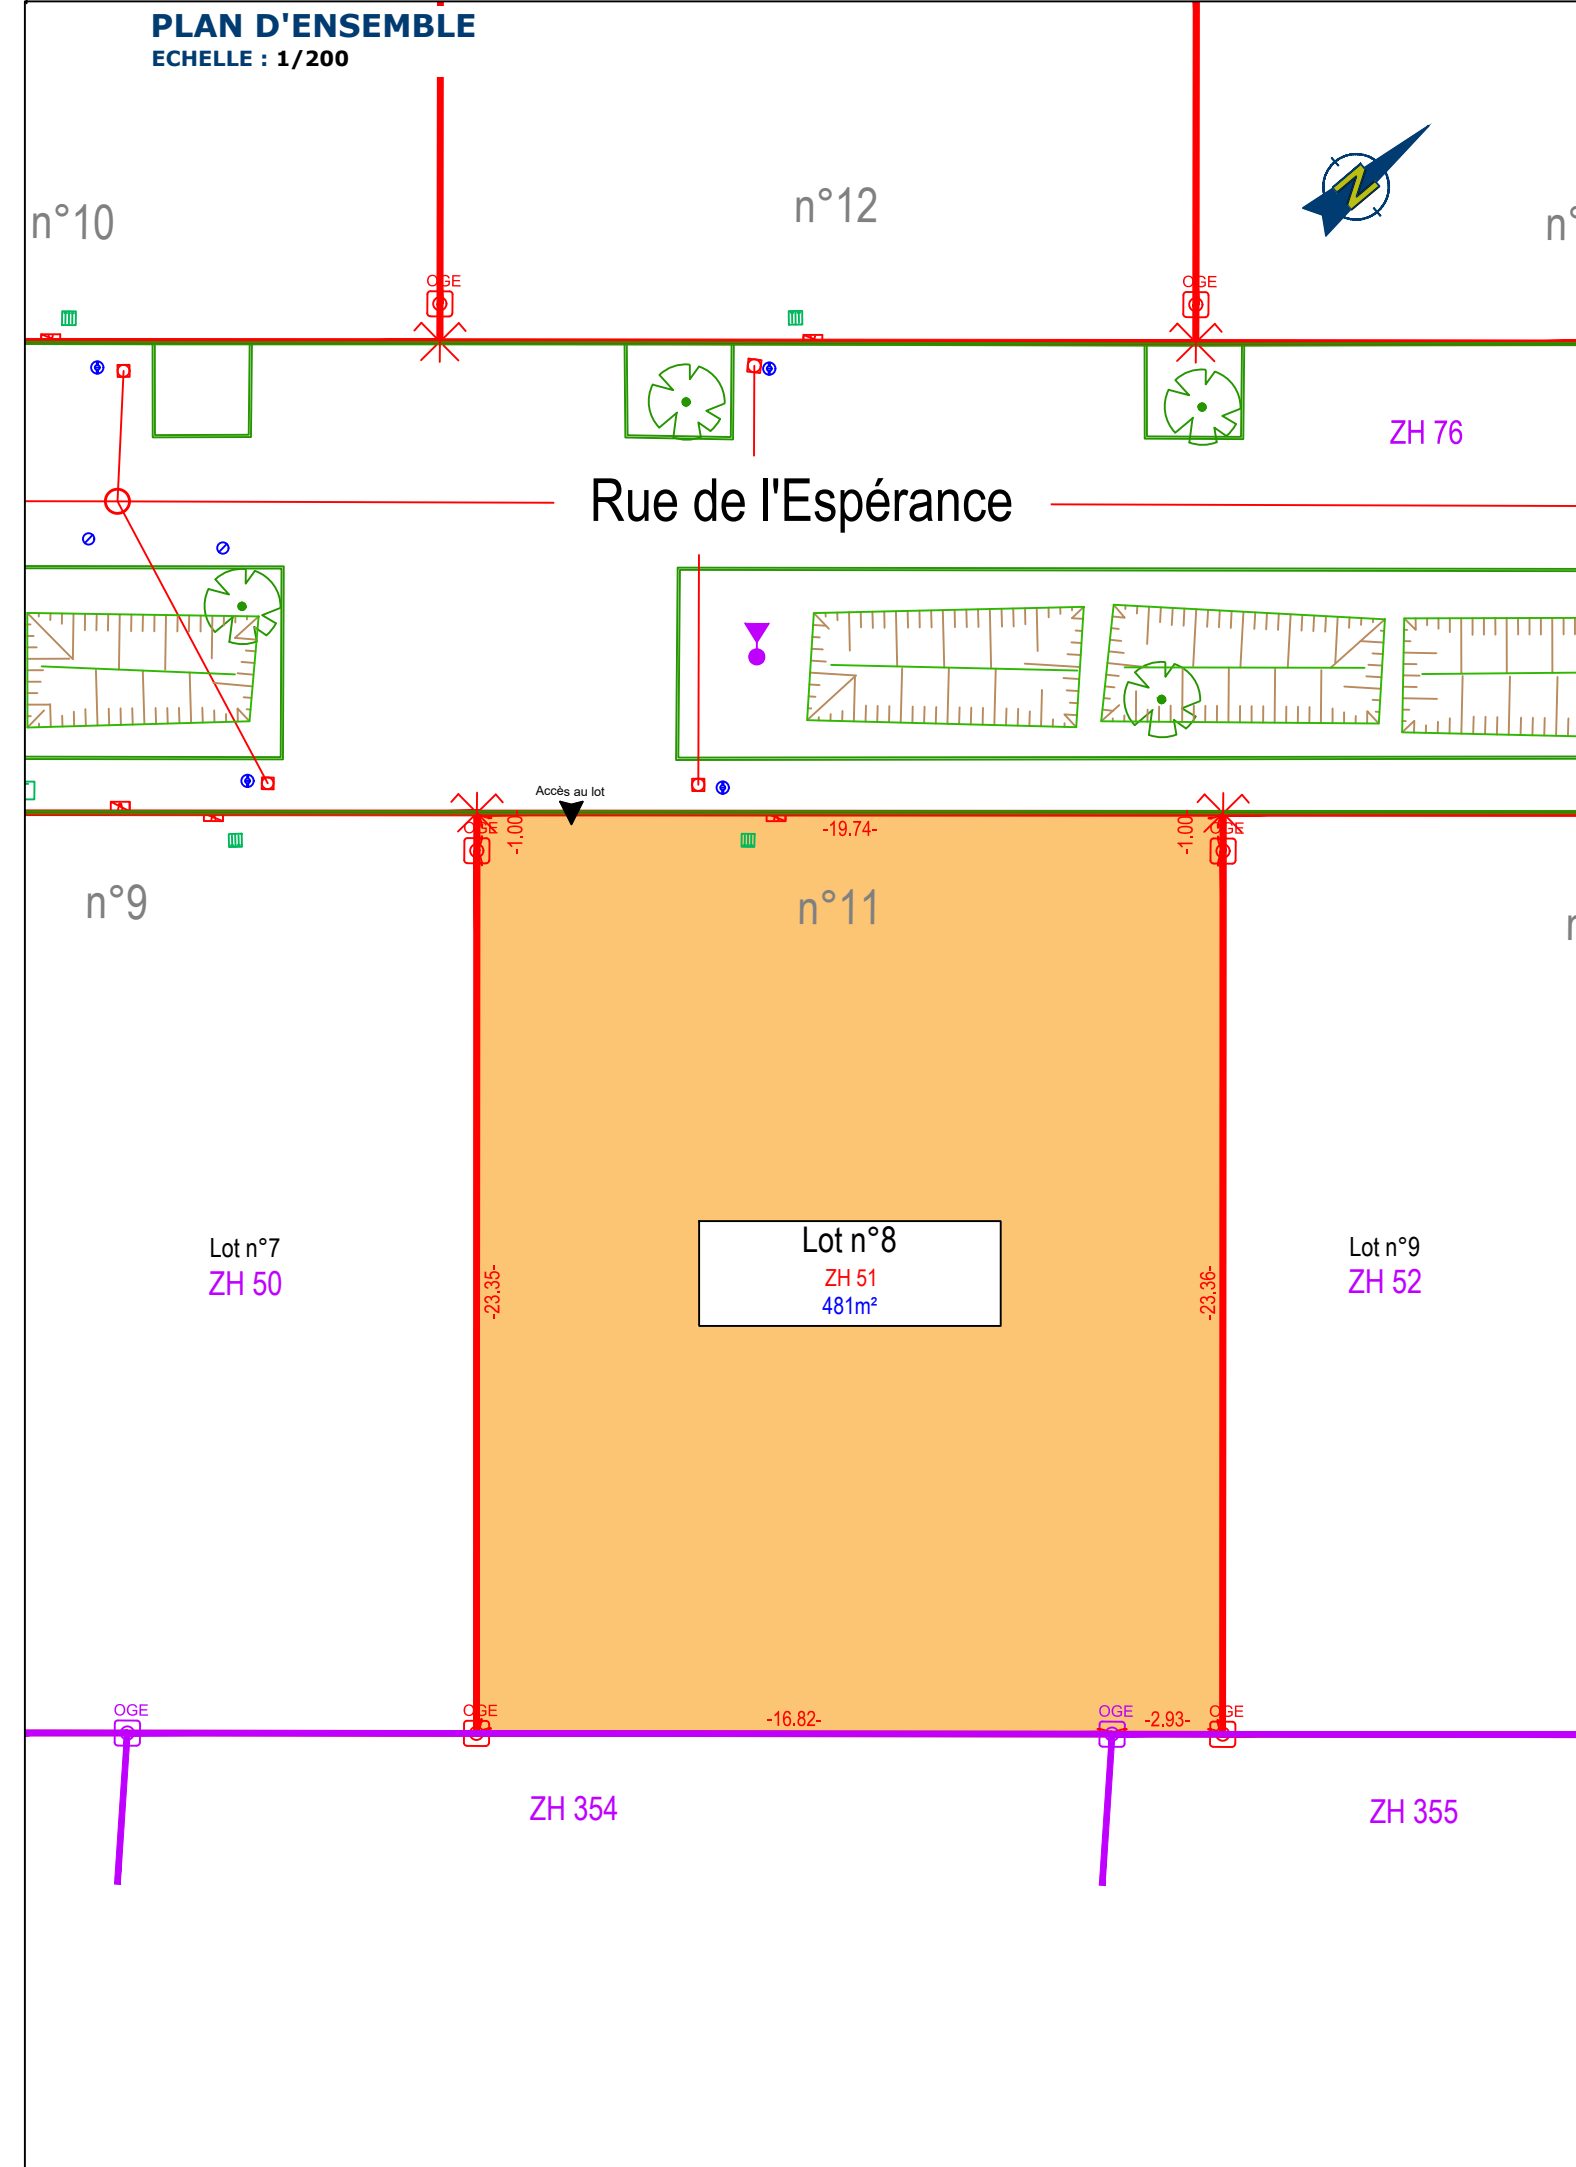 PLAN D'ENSEMBLE
ECHELLE : 1/200
N
n°10
n°12
n°
OGE
OGE
ZH 76
Rue de l'Espérance
Accès au lot
OGE
-1.00-
-19.74-
-1.00-
OGE
n°9
n°11
Lot n°7
ZH 50
-23.35-
Lot n°8
ZH 51
481m²
-23.36-
Lot n°9
ZH 52
OGE
OGE
-16.82-
OGE
-2.93-
OGE
ZH 354
ZH 355